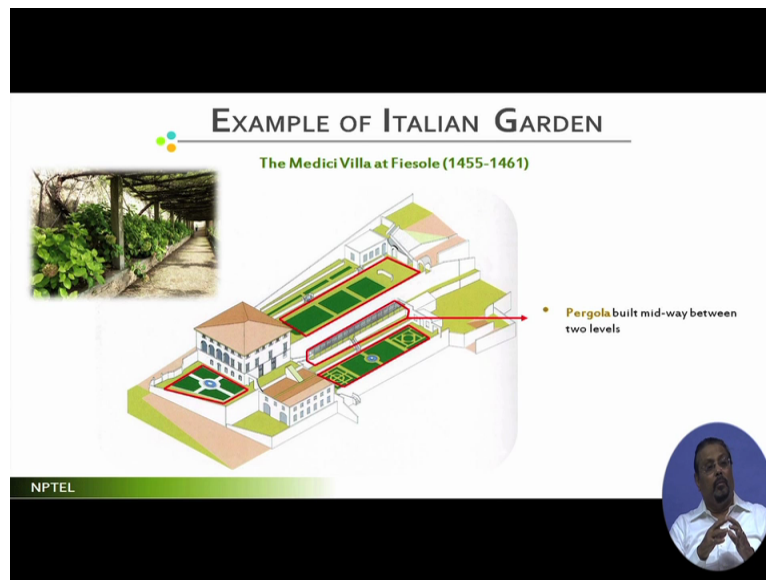 EXAMPLE OF ITALIAN GARDEN
The Medici Villa at Fiesole (1455-1461)
• Pergola built mid-way between
two levels
NPTEL